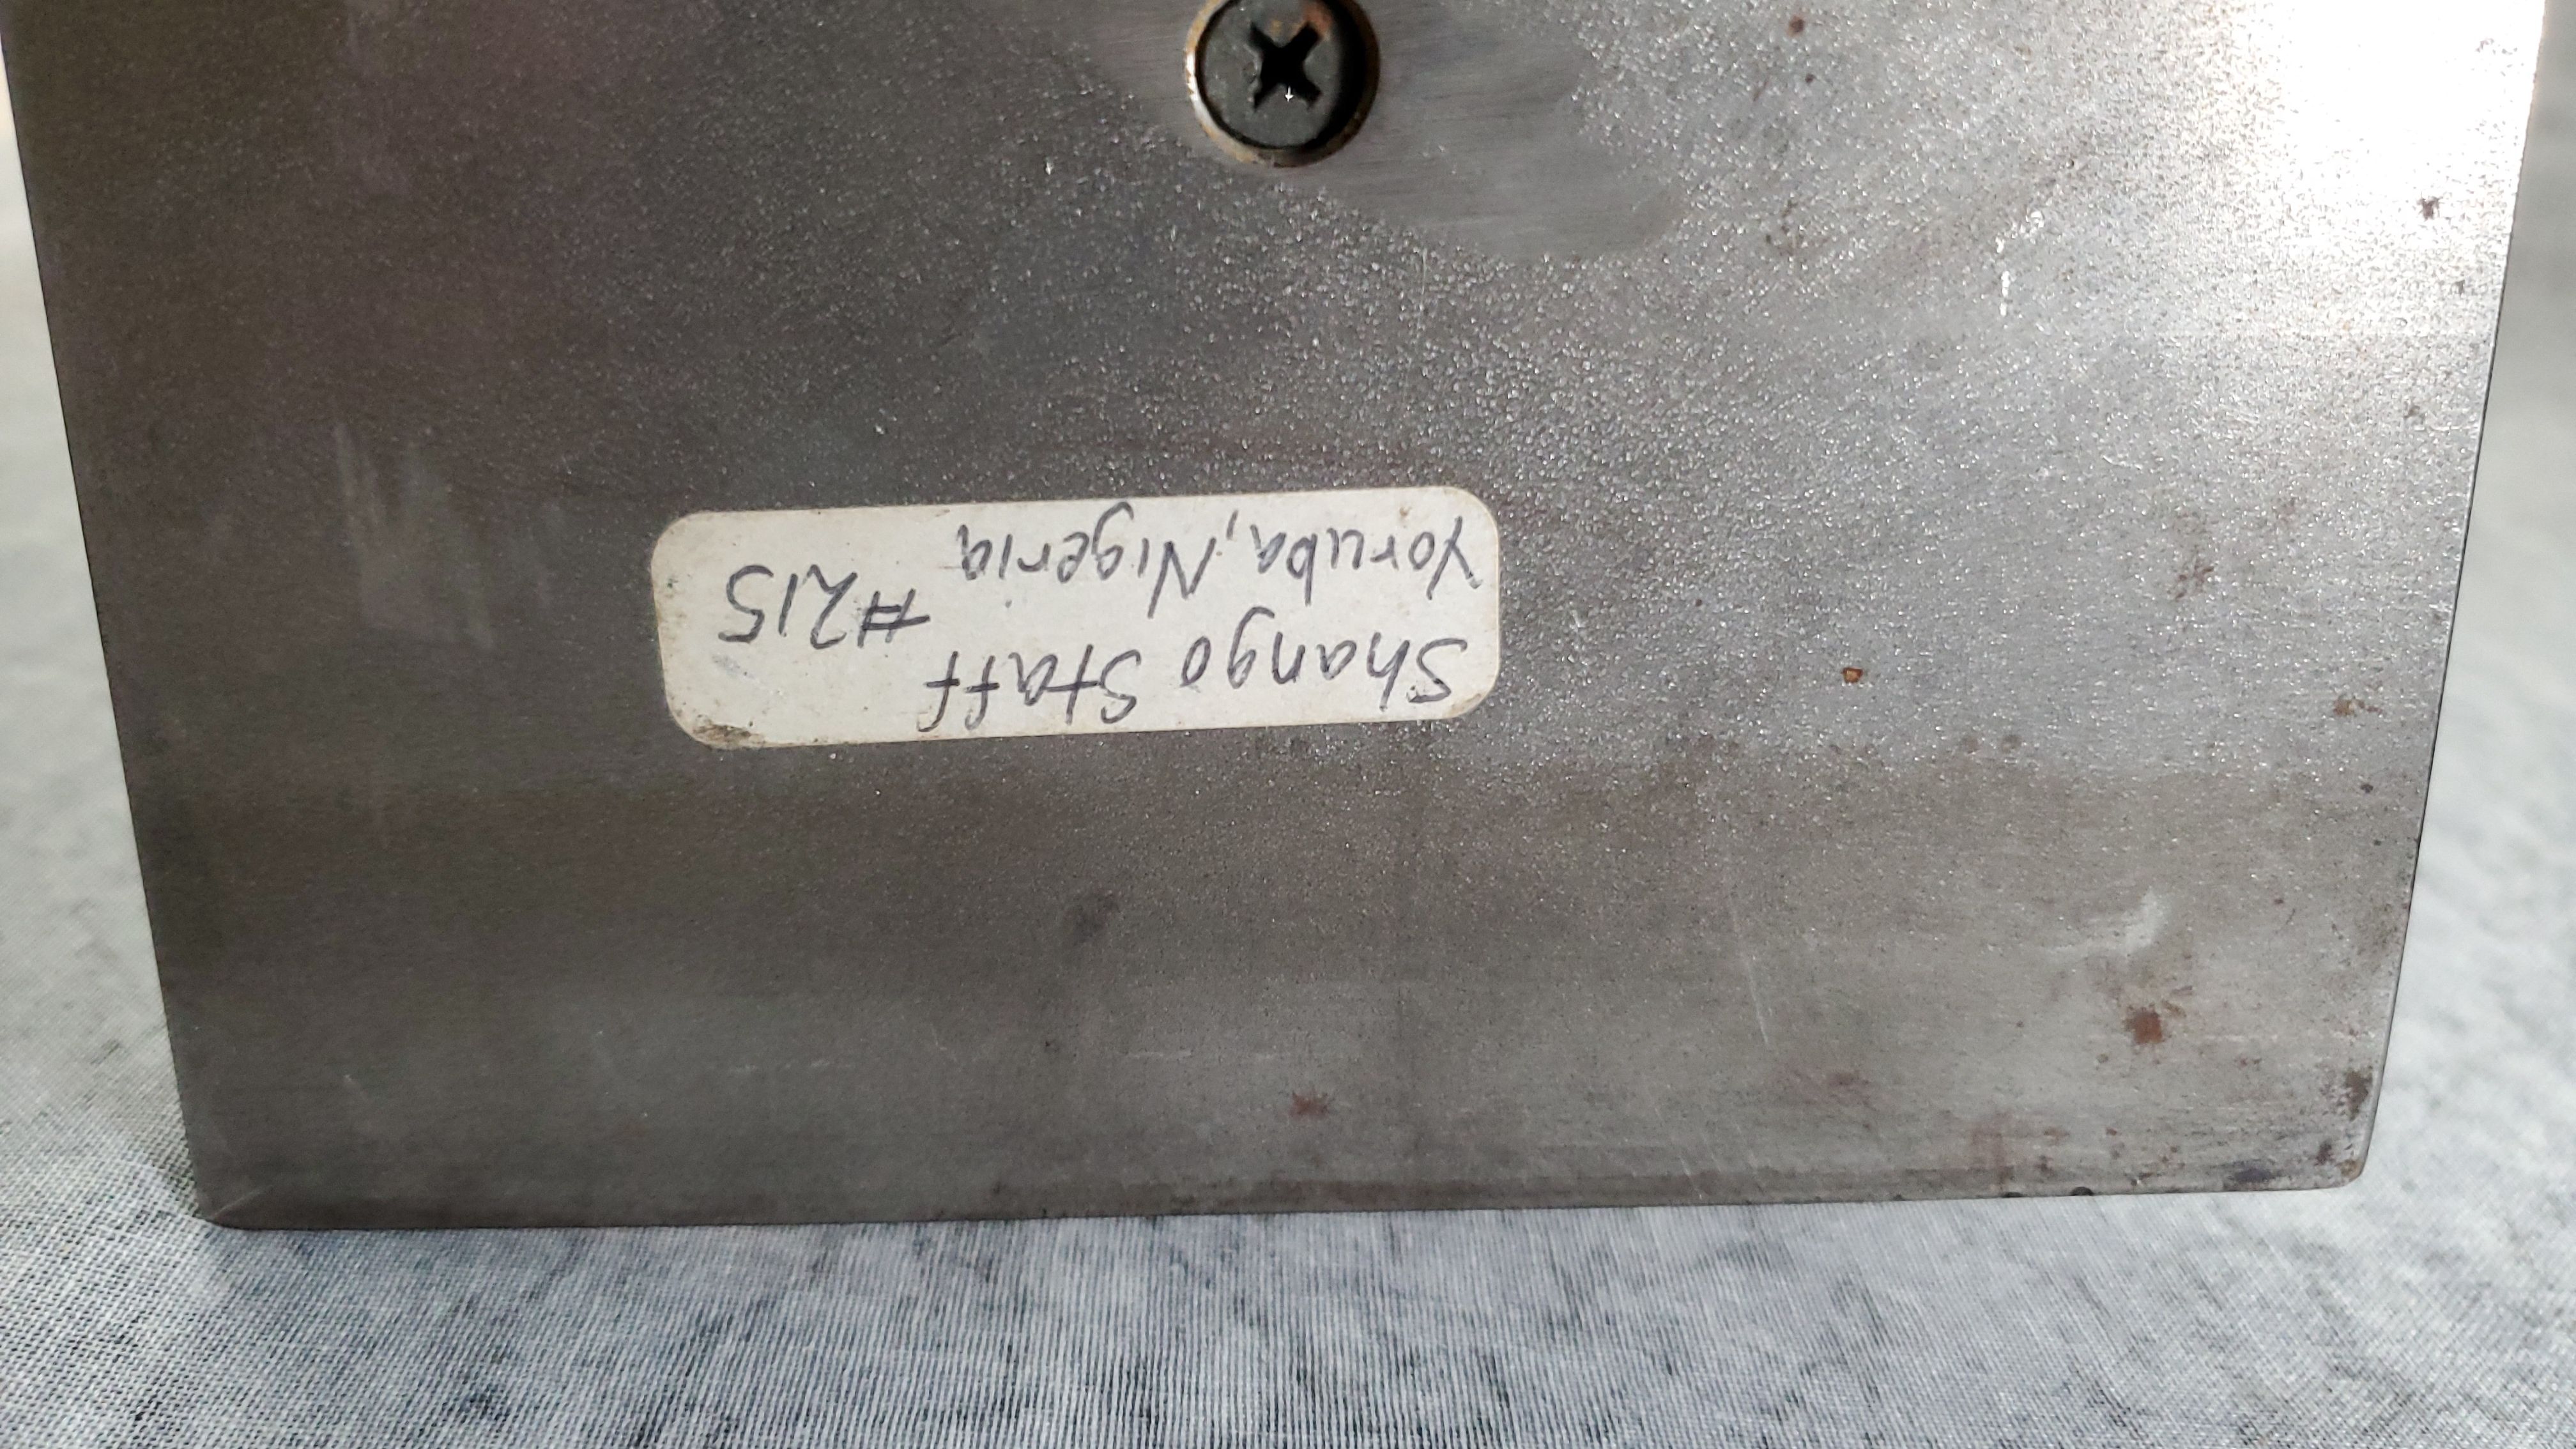 Shango Staff
Yoruba, Nigeria #215